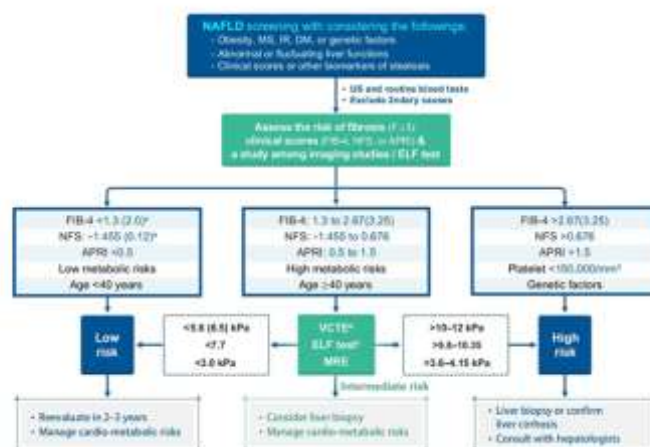 NAFLD screening with considering the followings:
- Obesity, MS, IR, DM, or genetic factors
- Abnormal or fluctuating liver functions
- Clinical scores or other biomarkers of steatosis
• US and routine blood tests
• Exclude 2ndary causes
Assess the risk of fibrosis
clinical scores (FIB-4, NFS, or APRI) &
a study among imaging studies / ELF test
FIB-4 <1.3 (2.0)
NFS: -1.455 (0.12)
APRI <0.5
Low metabolic risks
Age <40 years
FIB-4: 1.3 to 2.67(3.25)
NFS: -1.455 to 0.676
APRI: 0.5 to 1.5
High metabolic risks
Age ≥40 years
FIB-4 >2.67(3.25)
NFS >0.676
APRI >1.5
Platelet <150,000/mm³
Genetic factors
Low
risk
kPa
<7.7
kPa
VCTE
ELF test
MRE
>10–12 kPa
kPa
High
risk
Intermediate risk
• Reevaluate in 2–3 years
• Manage cardio-metabolic risks
• Consider liver biopsy
• Manage cardio-metabolic risks
• Liver biopsy or confirm
liver cirrhosis
• Consult with hepatologists